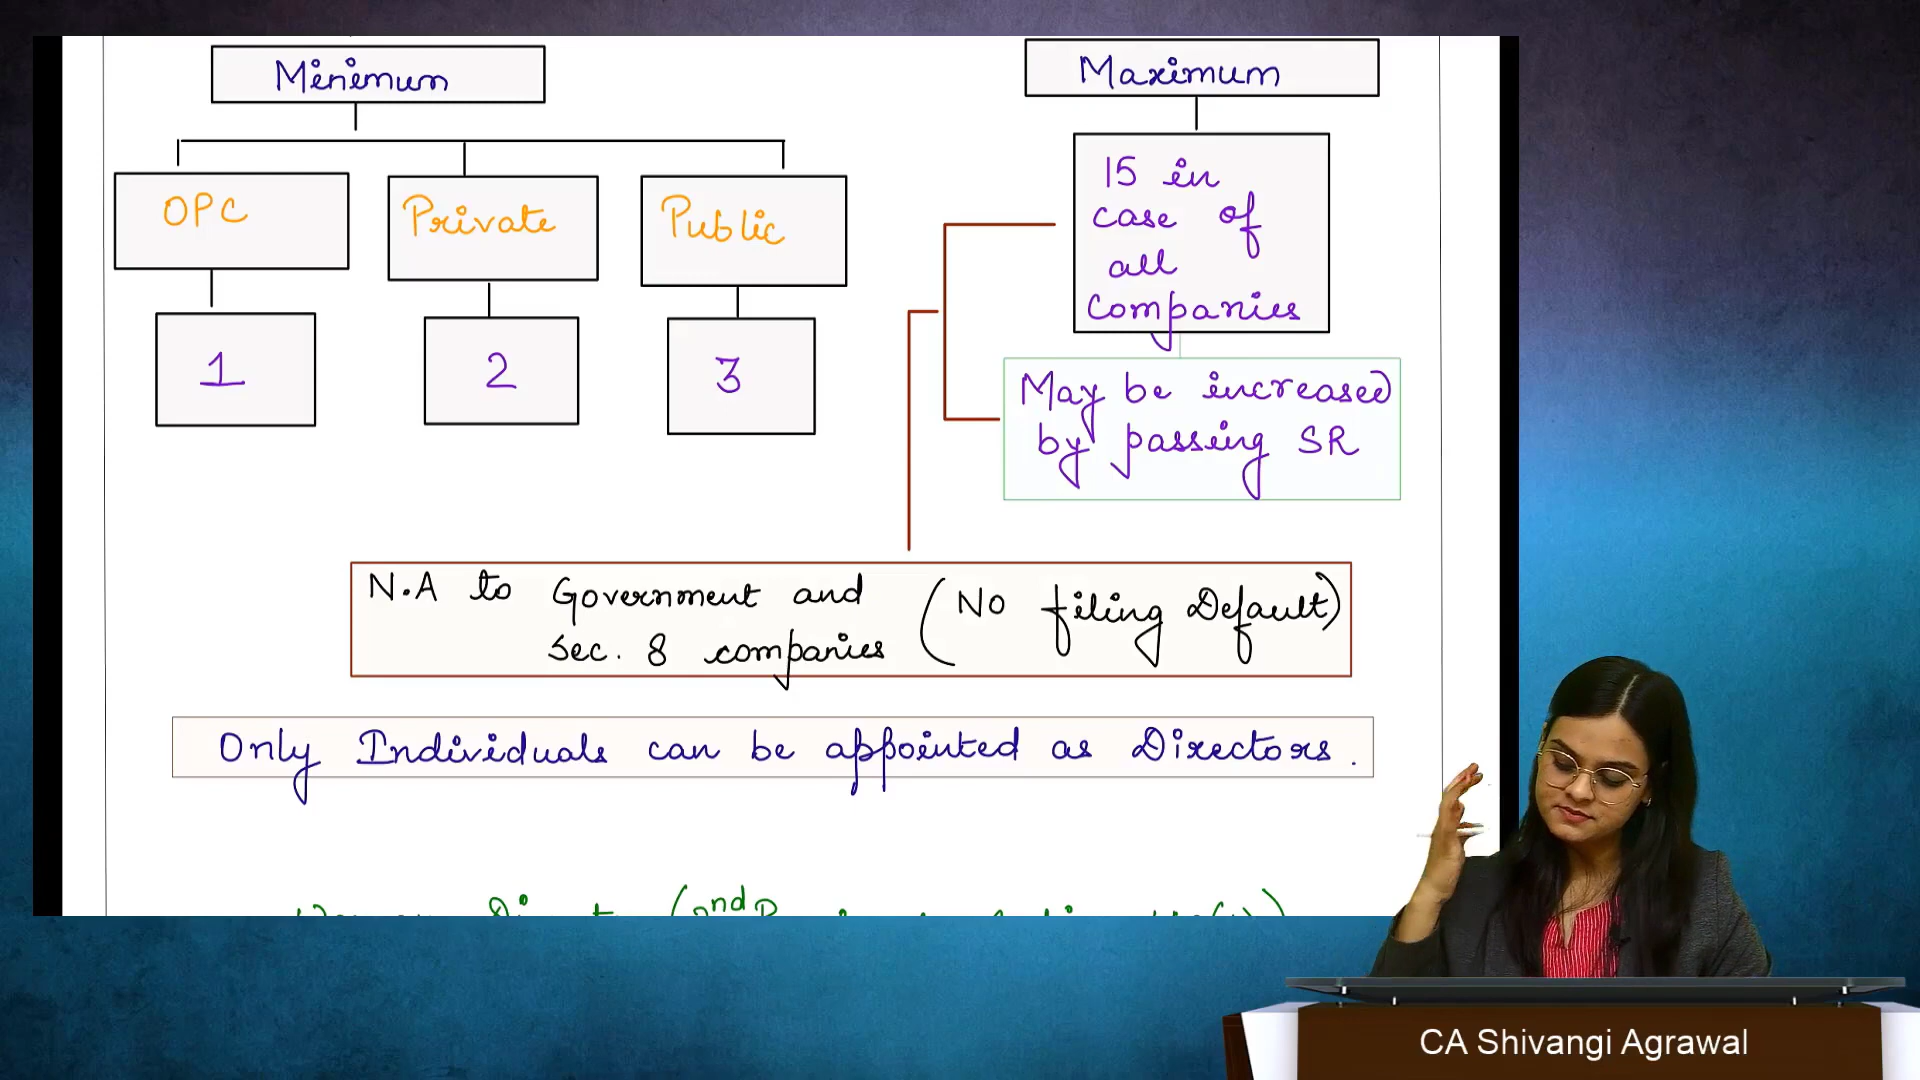 Minimum
Maximum
OPC
Private
Public
1
2
3
15 in
case of
all
Companies
May be increased
by passing SR
N.A to Government and
Sec. 8 companies
(No filing Default)
Only Individuals can be appointed as Directors.
CA Shivangi Agrawal